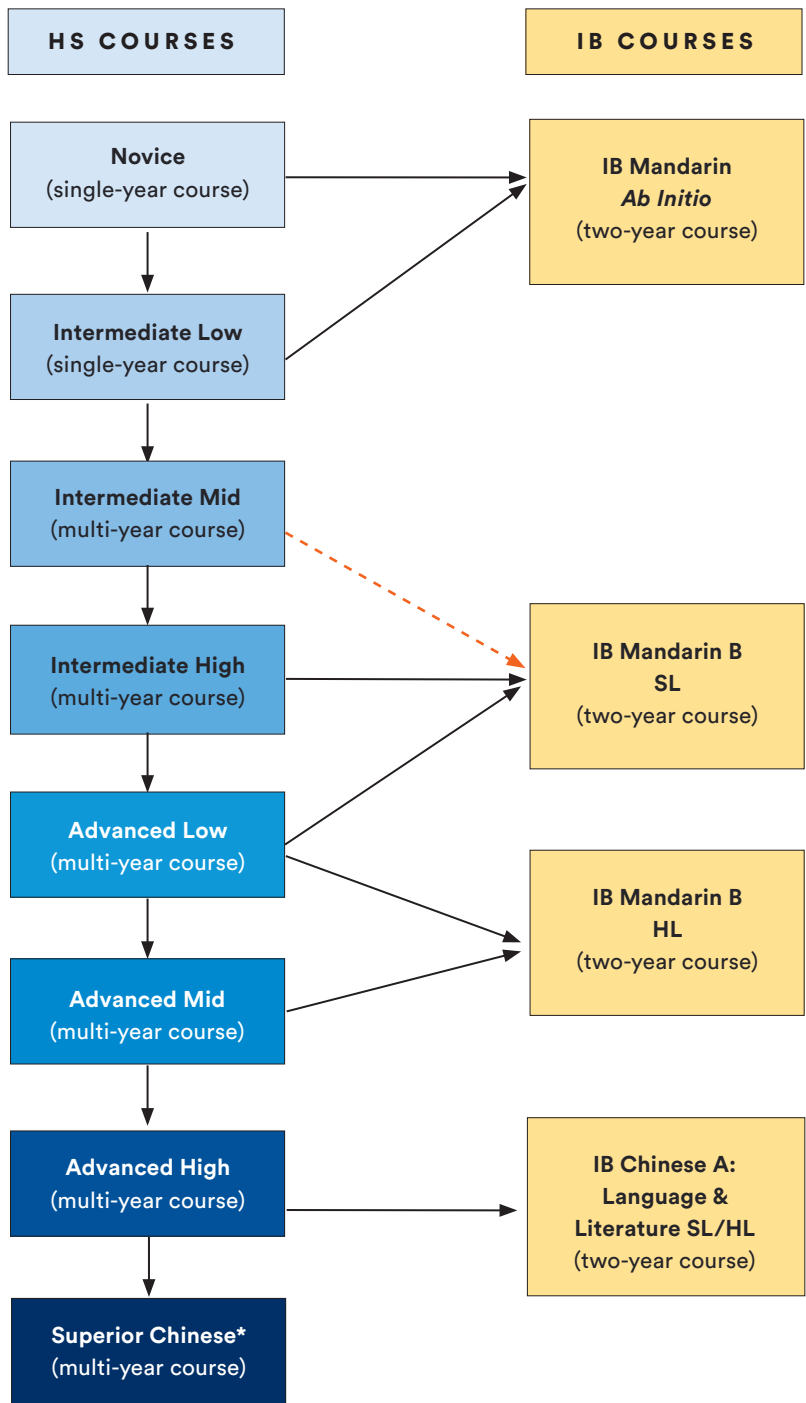 HS COURSES
IB COURSES
Novice
(single-year course)
IB Mandarin
Ab Initio
(two-year course)
Intermediate Low
(single-year course)
Intermediate Mid
(multi-year course)
Intermediate High
(multi-year course)
IB Mandarin B
SL
(two-year course)
Advanced Low
(multi-year course)
IB Mandarin B
HL
(two-year course)
Advanced Mid
(multi-year course)
Advanced High
(multi-year course)
IB Chinese A:
Language &
Literature SL/HL
(two-year course)
Superior Chinese*
(multi-year course)